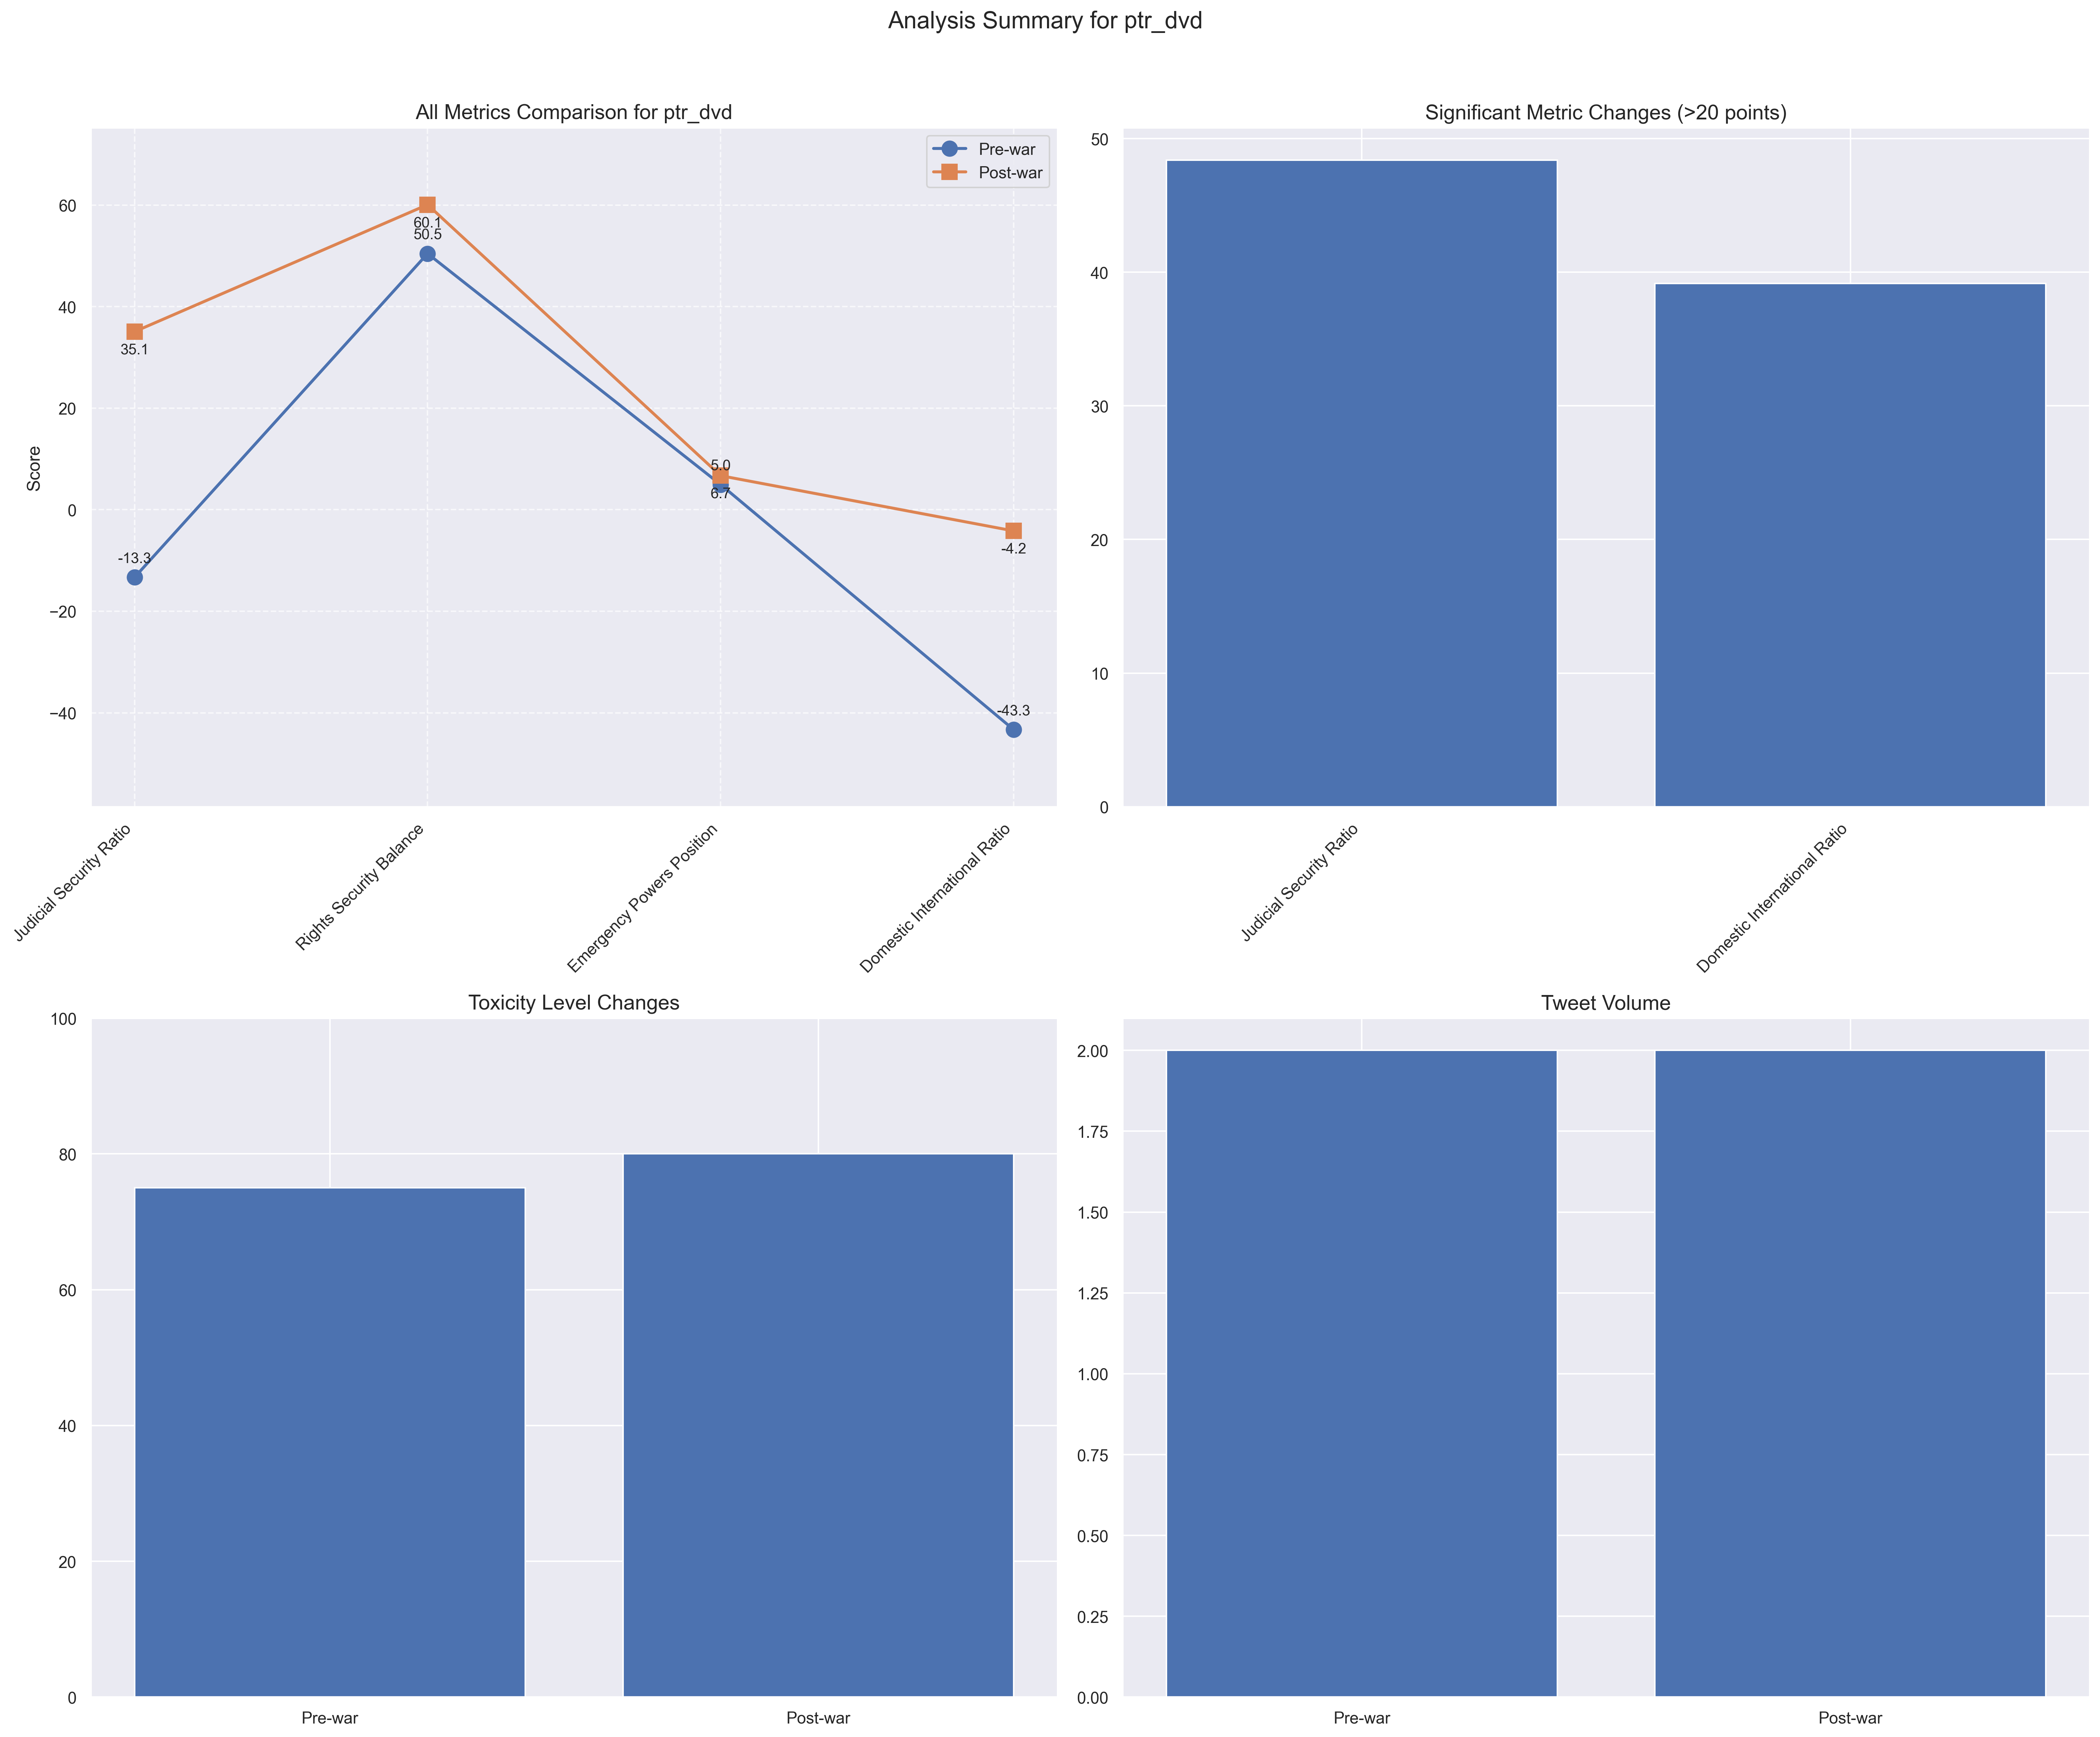 Analysis Summary for ptr_dvd
All Metrics Comparison for ptr_dvd
Pre-war
Post-war
Score
60
40
20
0
−20
−40
-13.3
50.5
5.0
-43.3
35.1
60.1
6.7
-4.2
Judicial Security Ratio
Rights Security Balance
Emergency Powers Position
Domestic International Ratio
Significant Metric Changes (>20 points)
50
40
30
20
10
0
Judicial Security Ratio
Domestic International Ratio
Toxicity Level Changes
100
80
60
40
20
0
Pre-war
Post-war
Tweet Volume
2.00
1.75
1.50
1.25
1.00
0.75
0.50
0.25
0.00
Pre-war
Post-war